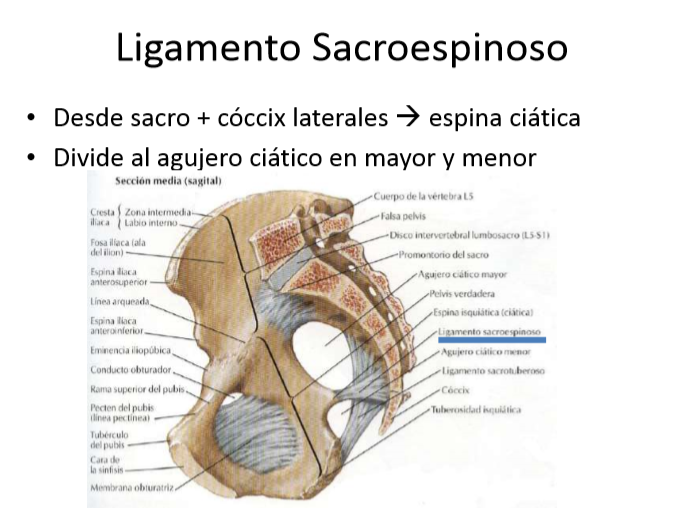 Ligamento Sacroespinoso
• Desde sacro + cóccix laterales → espina ciática
• Divide al agujero ciático en mayor y menor
Sección media (sagital)
Cresta ilíaca { Zona intermedia
Labio interno
Fosa ilíaca (ala
del ilion)
Espina ilíaca
anterosuperior
Línea arqueada
Espina ilíaca
anteroinferior
Eminencia iliopúbica
Conducto obturador
Rama superior del pubis
Pecten del pubis
(línea pectínea)
Tubérculo
del pubis
Cara de
la sínfisis
Membrana obturatriz
Cuerpo de la vértebra L5
Falsa pelvis
Disco intervertebral lumbosacro (L5-S1)
Promontorio del sacro
Agujero ciático mayor
Pelvis verdadera
Espina isquiática (ciática)
Ligamento sacroespinoso
Agujero ciático menor
Ligamento sacrotuberoso
Cóccix
Tuberosidad isquiática